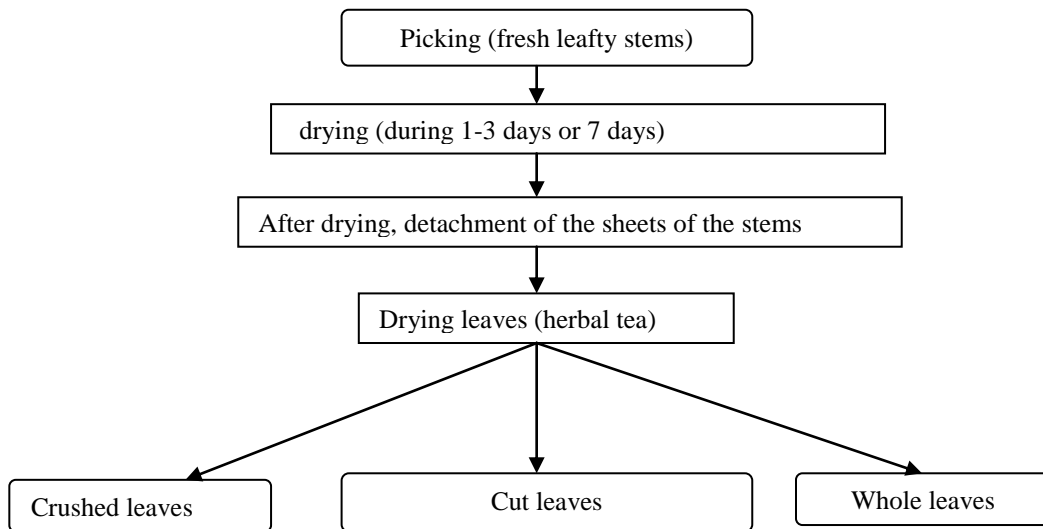 Picking (fresh leafty stems)
drying (during 1-3 days or 7 days)
After drying, detachment of the sheets of the stems
Drying leaves (herbal tea)
Crushed leaves
Cut leaves
Whole leaves